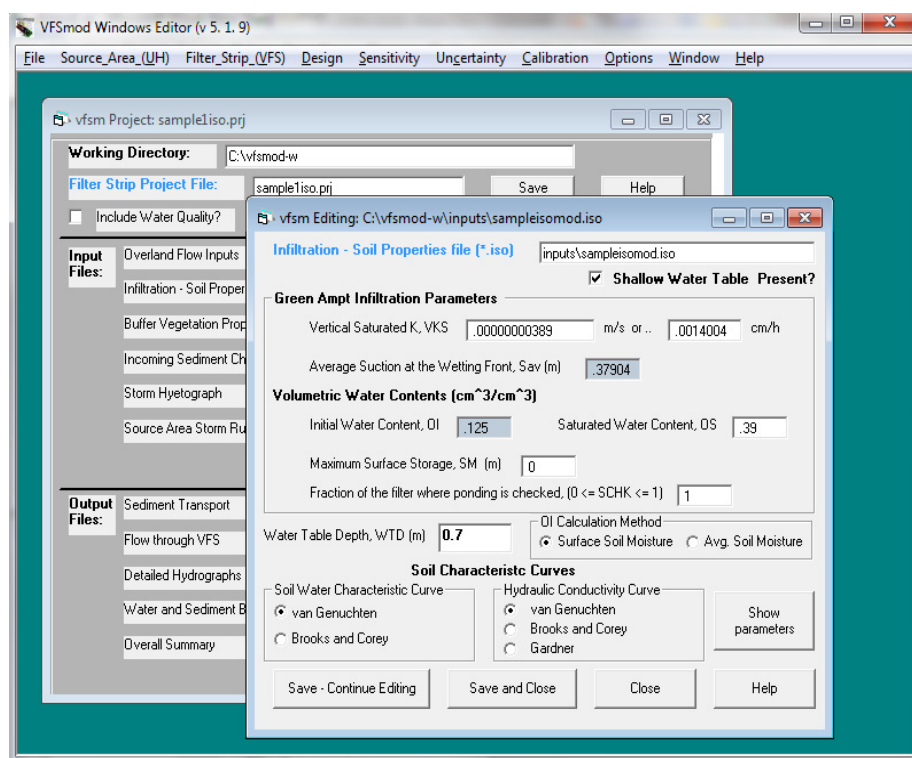 VFSmod Windows Editor (v 5. 1. 9)
File Source_Area_(UH) Filter_Strip_(VFS) Design Sensitivity Uncertainty Calibration Options Window Help
vfsm Project: sample1iso.prj
Working Directory: C:\vfsmod-w
Filter Strip Project File: sample1iso.prj Save Help
Include Water Quality?
Input Files:
Overland Flow Inputs
Infiltration - Soil Proper
Buffer Vegetation Prop
Incoming Sediment Ch
Storm Hyetograph
Source Area Storm Ru
Output Files:
Sediment Transport
Flow through VFS
Detailed Hydrographs
Water and Sediment B
Overall Summary
vfsm Editing: C:\vfsmod-w\inputs\sampleisomod.iso
Infiltration - Soil Properties file (*.iso) inputs\sampleisomod.iso
Shallow Water Table Present?
Green Ampt Infiltration Parameters
Vertical Saturated K, VKS .00000000389 m/s or .. .0014004 cm/h
Average Suction at the Wetting Front, Sav (m) .37904
Volumetric Water Contents (cm^3/cm^3)
Initial Water Content, OI .125 Saturated Water Content, OS .39
Maximum Surface Storage, SM (m) 0
Fraction of the filter where ponding is checked, (0 <= SCHK <= 1) 1
Water Table Depth, WTD (m) 0.7
OI Calculation Method
Surface Soil Moisture Avg. Soil Moisture
Soil Characteristc Curves
Soil Water Characteristic Curve
van Genuchten
Brooks and Corey
Hydraulic Conductivity Curve
van Genuchten
Brooks and Corey
Gardner
Show parameters
Save - Continue Editing Save and Close Close Help